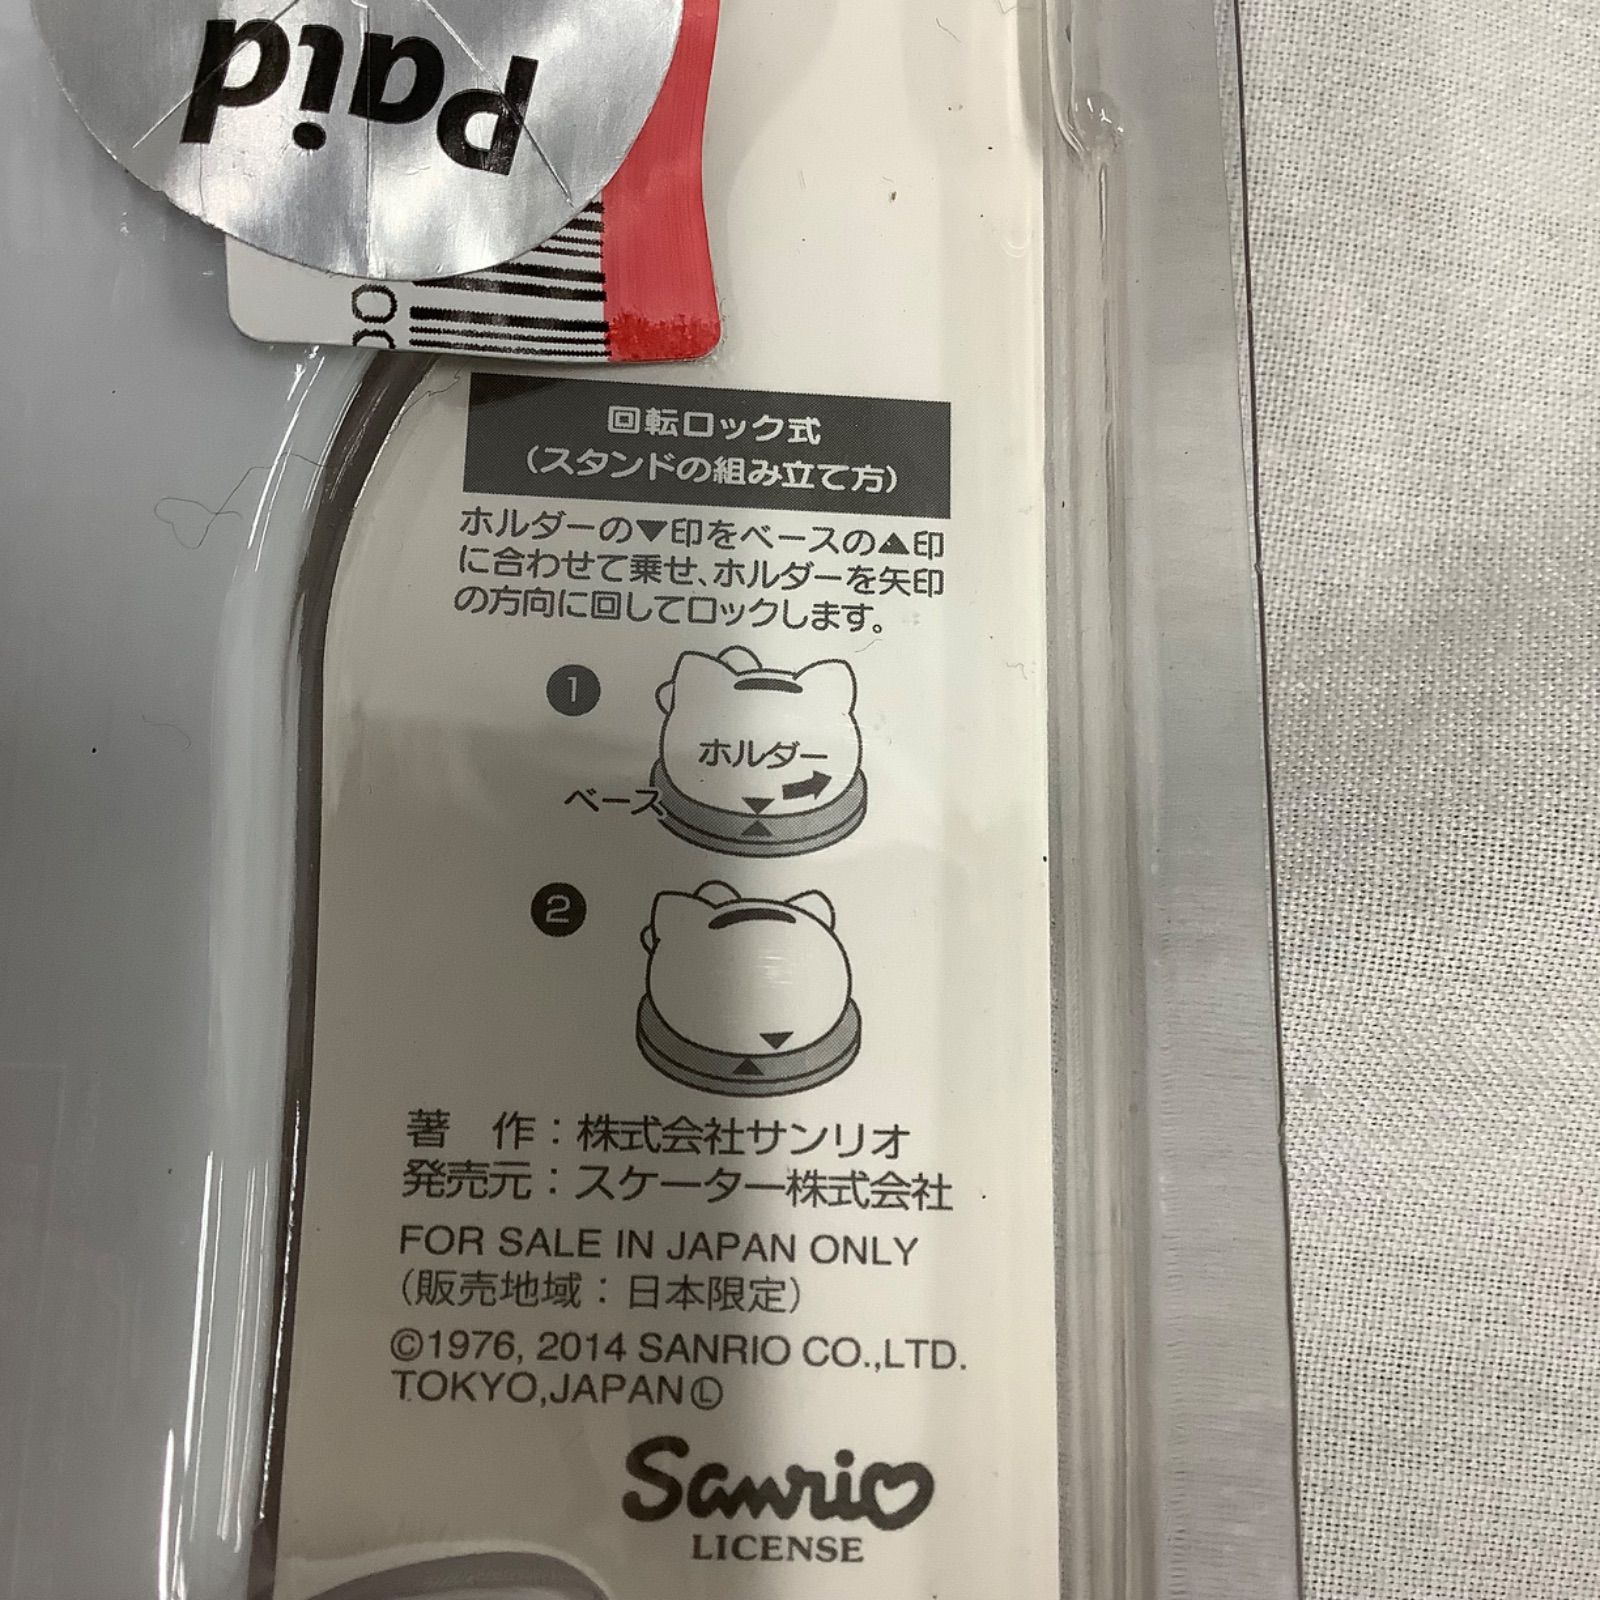 Paid
回転ロック式
（スタンドの組み立て方）
ホルダーの▼印をベースの▲印
に合わせて乗せ、ホルダーを矢印
の方向に回してロックします。
1
ホルダー
ベース
2
著　作：株式会社サンリオ
発売元：スケーター株式会社
FOR SALE IN JAPAN ONLY
（販売地域：日本限定）
©1976, 2014 SANRIO CO.,LTD.
TOKYO,JAPAN Ⓛ
Sanrio
LICENSE